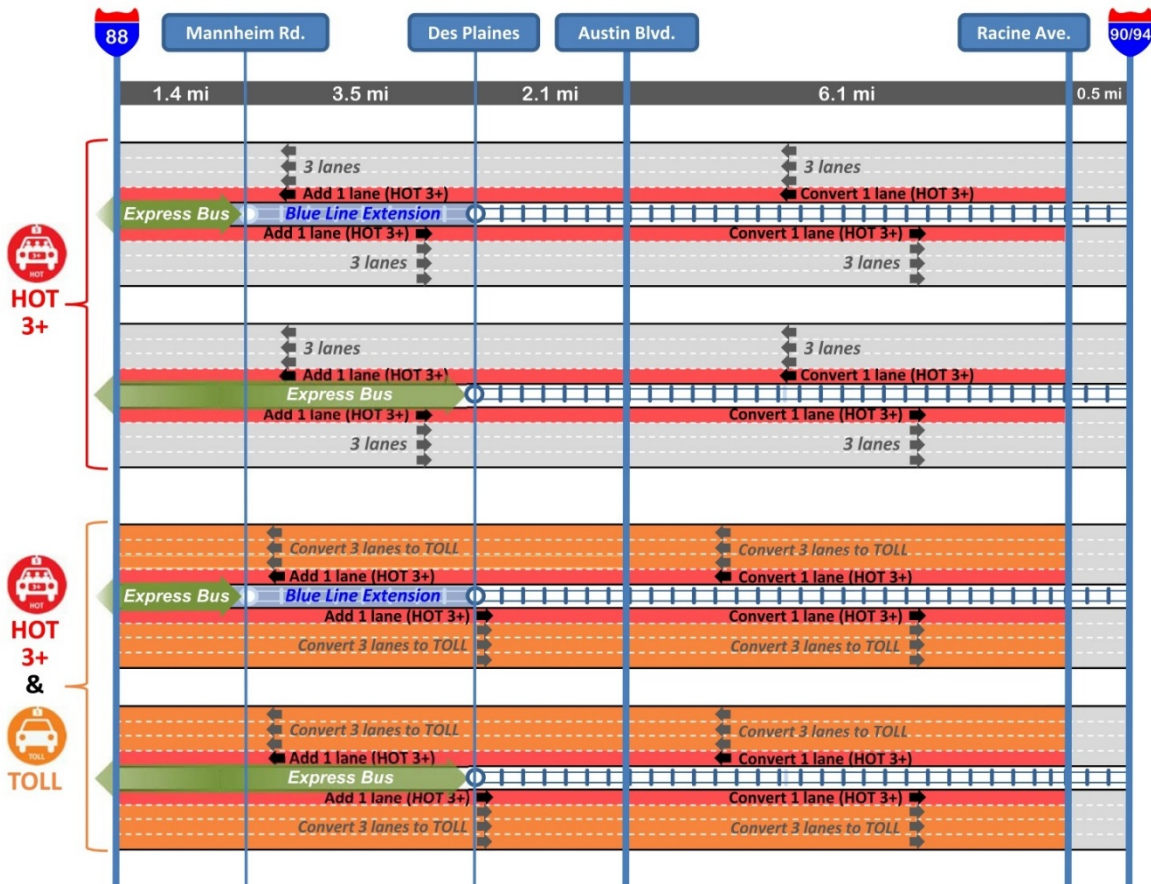 88
Mannheim Rd.
Des Plaines
Austin Blvd.
Racine Ave.
90/94
1.4 mi
3.5 mi
2.1 mi
6.1 mi
0.5 mi
3 lanes
3 lanes
Add 1 lane (HOT 3+)
Convert 1 lane (HOT 3+)
Express Bus
Blue Line Extension
Add 1 lane (HOT 3+)
Convert 1 lane (HOT 3+)
3 lanes
3 lanes
3+
HOT
HOT
3+
3 lanes
3 lanes
Add 1 lane (HOT 3+)
Convert 1 lane (HOT 3+)
Express Bus
Add 1 lane (HOT 3+)
Convert 1 lane (HOT 3+)
3 lanes
3 lanes
Convert 3 lanes to TOLL
Convert 3 lanes to TOLL
Add 1 lane (HOT 3+)
Convert 1 lane (HOT 3+)
Express Bus
Blue Line Extension
Add 1 lane (HOT 3+)
Convert 1 lane (HOT 3+)
Convert 3 lanes to TOLL
Convert 3 lanes to TOLL
3+
HOT
HOT
3+
&
TOLL
TOLL
Convert 3 lanes to TOLL
Convert 3 lanes to TOLL
Add 1 lane (HOT 3+)
Convert 1 lane (HOT 3+)
Express Bus
Add 1 lane (HOT 3+)
Convert 1 lane (HOT 3+)
Convert 3 lanes to TOLL
Convert 3 lanes to TOLL